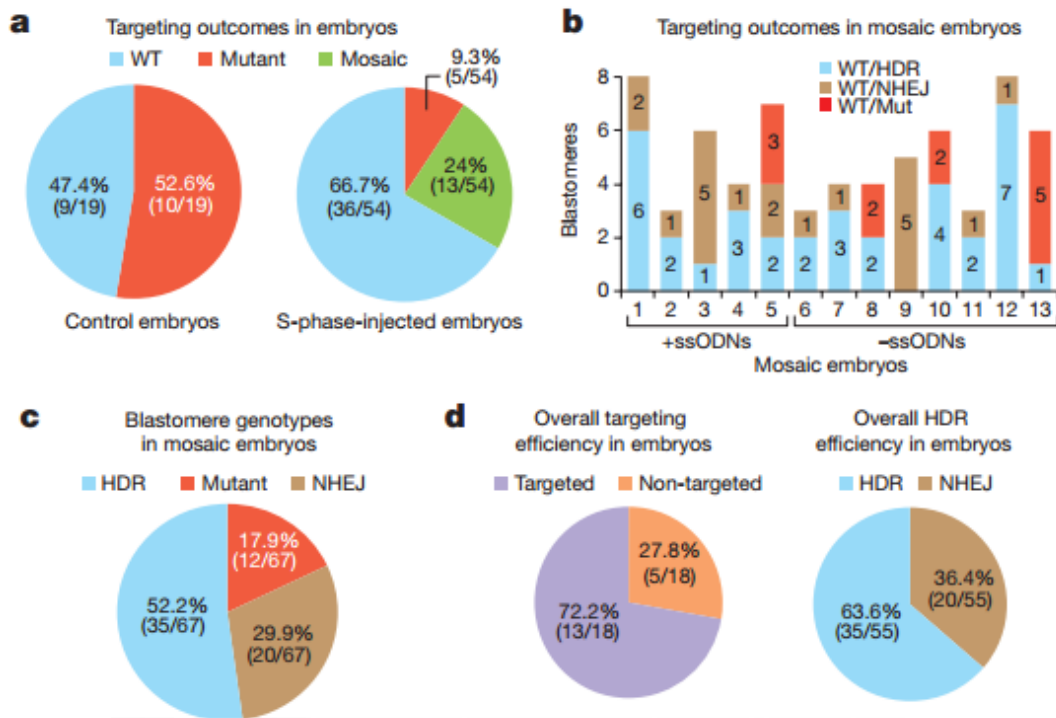 a
Targeting outcomes in embryos
WT Mutant Mosaic
9.3%
(5/54)
47.4%
(9/19)
52.6%
(10/19)
66.7%
(36/54)
24%
(13/54)
Control embryos
S-phase-injected embryos
b
Targeting outcomes in mosaic embryos
WT/HDR
WT/NHEJ
WT/Mut
Blastomeres
8
6
4
2
0
2
6
1
2
5
1
1
3
3
2
2
1
2
1
3
2
2
5
2
4
1
2
1
7
5
1
1 2 3 4 5 6 7 8 9 10 11 12 13
+ssODNs
–ssODNs
Mosaic embryos
c
Blastomere genotypes
in mosaic embryos
HDR Mutant NHEJ
17.9%
(12/67)
52.2%
(35/67)
29.9%
(20/67)
d
Overall targeting
efficiency in embryos
Targeted Non-targeted
27.8%
(5/18)
72.2%
(13/18)
Overall HDR
efficiency in embryos
HDR NHEJ
36.4%
(20/55)
63.6%
(35/55)